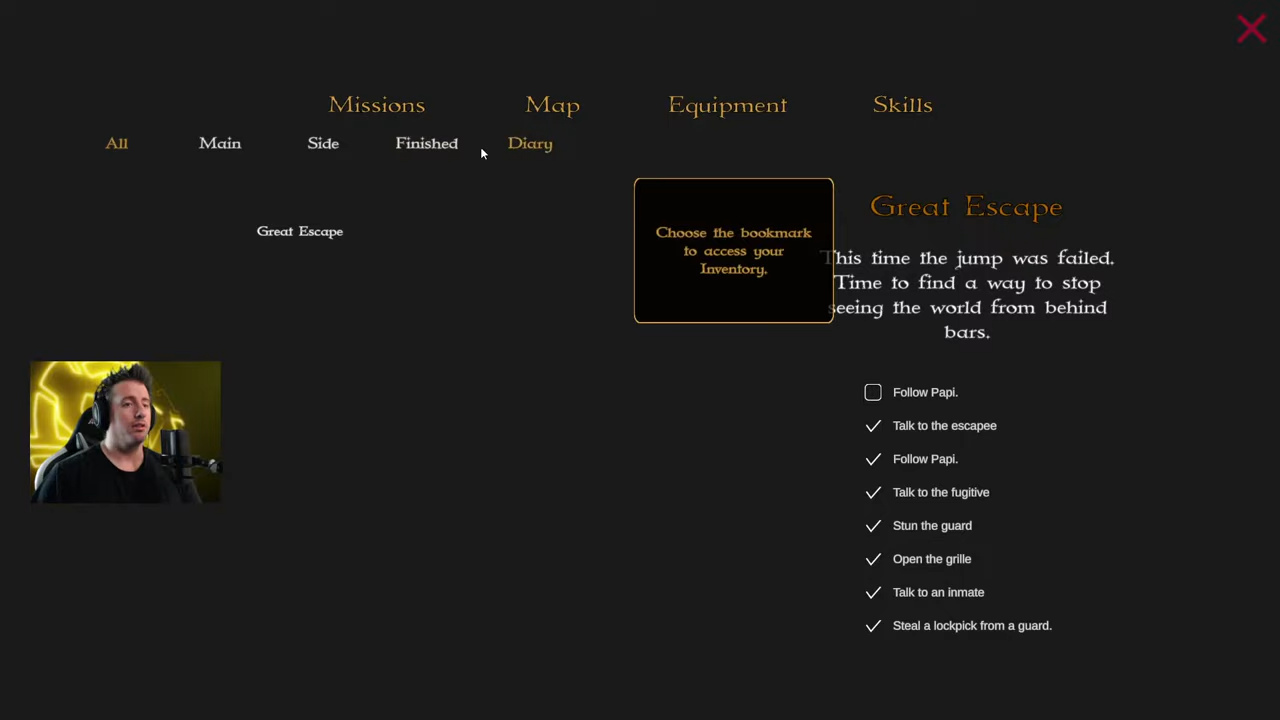 Missions Map Equipment Skills
All Main Side Finished Diary
Great Escape
Choose the bookmark
to access your
Inventory.
Great Escape
This time the jump was failed.
Time to find a way to stop
seeing the world from behind
bars.
Follow Papi.
Talk to the escapee
Follow Papi.
Talk to the fugitive
Stun the guard
Open the grille
Talk to an inmate
Steal a lockpick from a guard.